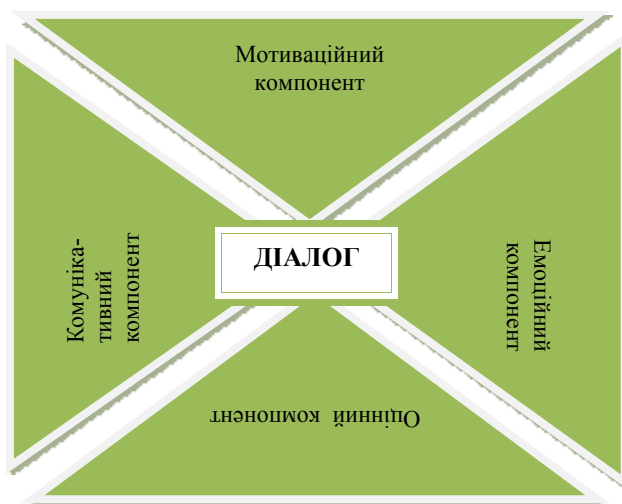 Мотиваційний
компонент
Комуніка-
тивний
компонент
ДІАЛОГ
Емоційний
компонент
Оцінний компонент